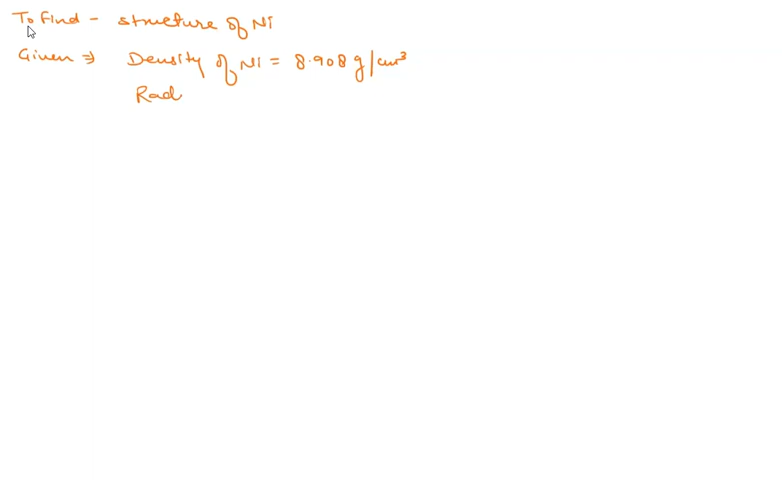 To Find - structure of Ni
Given ⇒ Density of Ni = 8.908 g/cm³
Rad